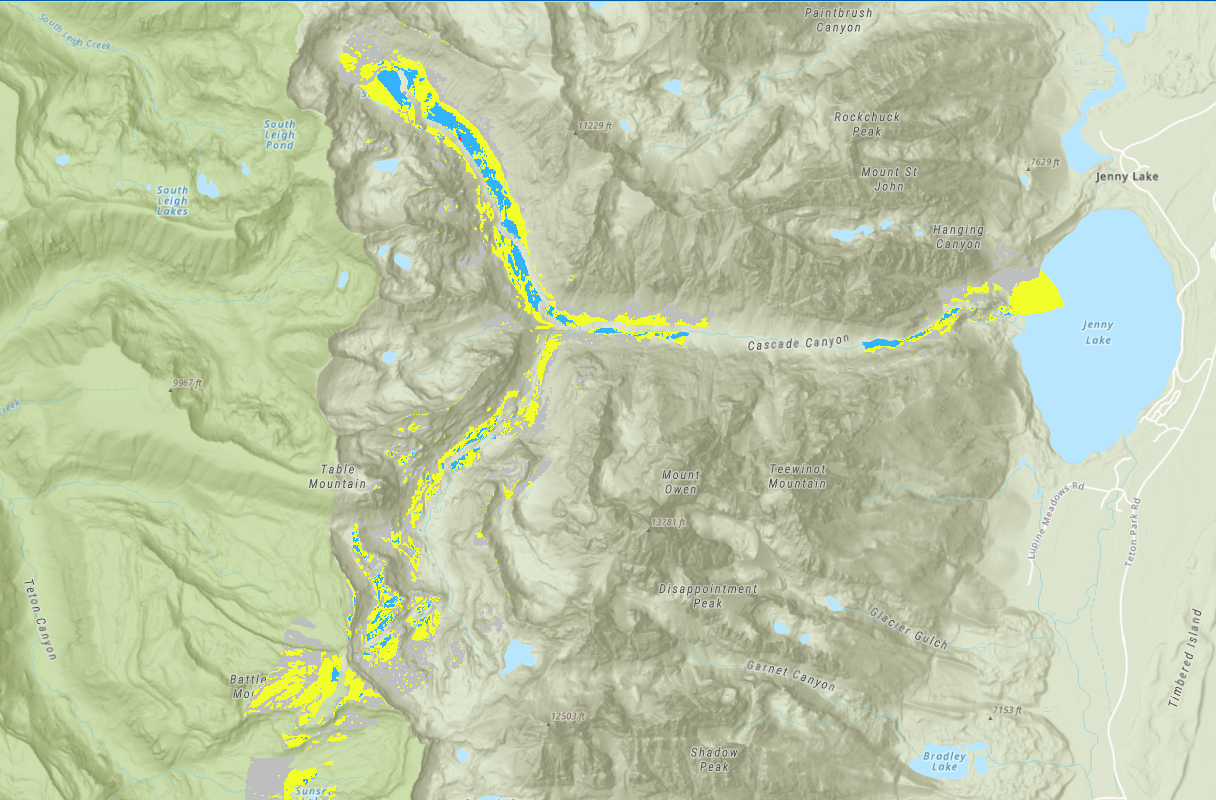 Paintbrush
Canyon
South Leigh Creek
Rockchuck
Peak
11229 ft
South
Leigh
Pond
7629 ft
Jenny Lake
Mount St
John
South
Leigh
Lakes
Hanging
Canyon
Jenny
Lake
Cascade Canyon
9967 ft
Creek
Table
Mountain
Mount
Owen
Teewinot
Mountain
Lupine Meadows Rd
Teton Park Rd
13781 ft
Teton Canyon
Disappointment
Peak
Glacier Gulch
Timbered Island
Garnet Canyon
Battle
12503 ft
7153 ft
Shadow
Peak
Bradley
Lake